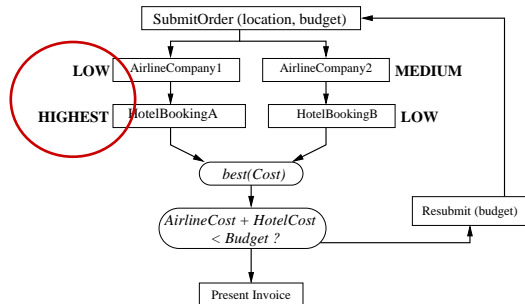 SubmitOrder (location, budget)
LOW AirlineCompany1 AirlineCompany2 MEDIUM
HIGHEST HotelBookingA HotelBookingB LOW
best(Cost)
AirlineCost + HotelCost
< Budget ?
Resubmit (budget)
Present Invoice